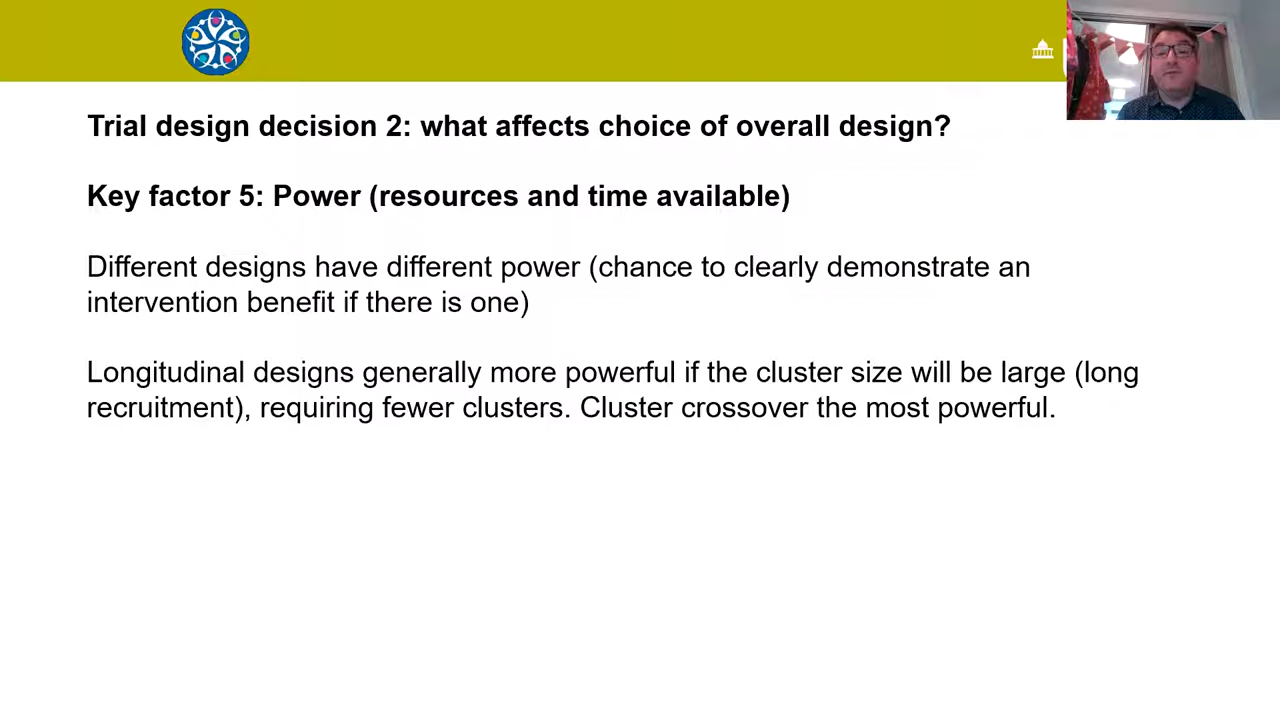 Trial design decision 2: what affects choice of overall design?
Key factor 5: Power (resources and time available)
Different designs have different power (chance to clearly demonstrate an
intervention benefit if there is one)
Longitudinal designs generally more powerful if the cluster size will be large (long
recruitment), requiring fewer clusters. Cluster crossover the most powerful.